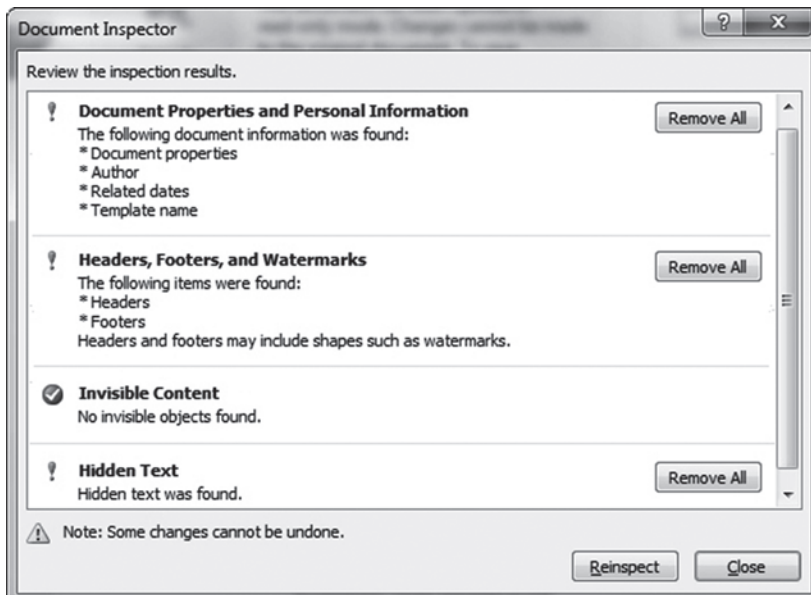 Document Inspector
Review the inspection results.
Document Properties and Personal Information
Remove All
The following document information was found:
* Document properties
* Author
* Related dates
* Template name
Headers, Footers, and Watermarks
Remove All
The following items were found:
* Headers
* Footers
Headers and footers may include shapes such as watermarks.
Invisible Content
No invisible objects found.
Hidden Text
Remove All
Hidden text was found.
Note: Some changes cannot be undone.
Reinspect
Close